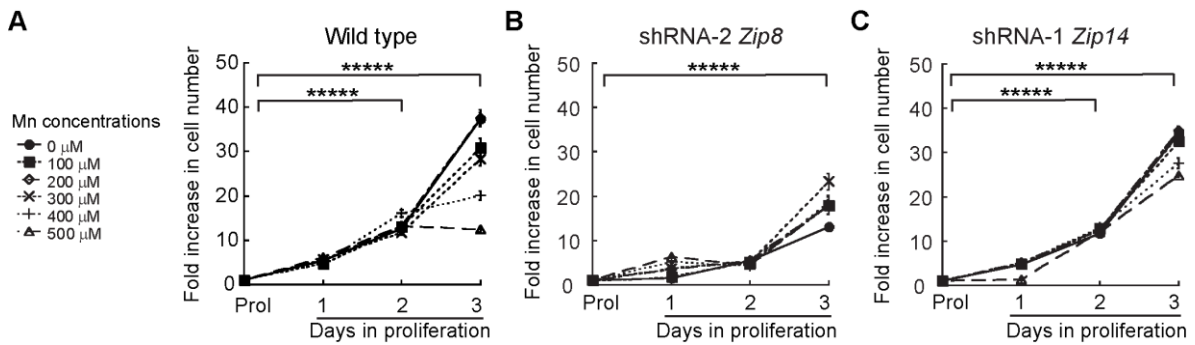 A
Wild type
Fold increase in cell number
50
40
30
20
10
0
*****
*****
Prol 1 2 3
Days in proliferation
Mn concentrations
0 μM
100 μM
200 μM
300 μM
400 μM
500 μM
B
shRNA-2 Zip8
Fold increase in cell number
50
40
30
20
10
0
*****
Prol 1 2 3
Days in proliferation
C
shRNA-1 Zip14
Fold increase in cell number
50
40
30
20
10
0
*****
*****
Prol 1 2 3
Days in proliferation